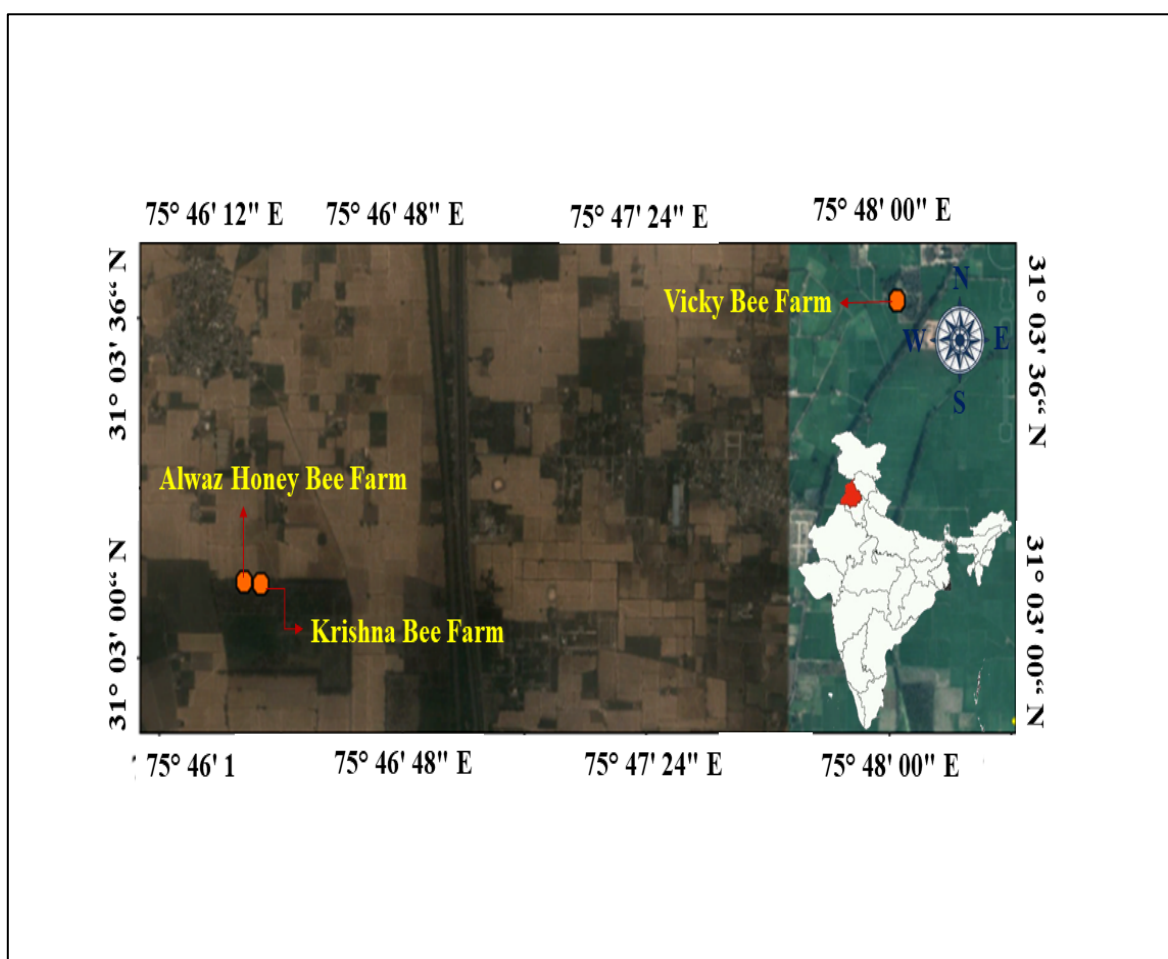 75° 46' 12" E 75° 46' 48" E 75° 47' 24" E 75° 48' 00" E
31° 03' 36“ N
31° 03' 36“ N
Vicky Bee Farm
N
W E
S
Alwaz Honey Bee Farm
31° 03' 00“ N
31° 03' 00“ N
Krishna Bee Farm
75° 46' 1 75° 46' 48" E 75° 47' 24" E 75° 48' 00" E